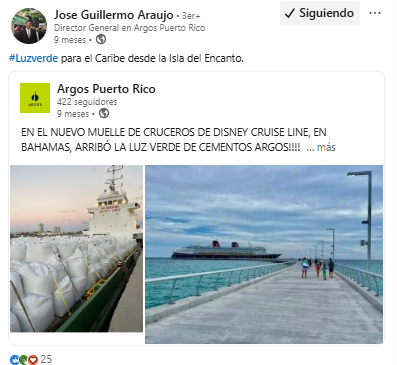 Jose Guillermo Araujo • 3er+
Director General en Argos Puerto Rico
9 meses •
✓ Siguiendo
#Luzverde para el Caribe desde la Isla del Encanto.
ARGOS
Argos Puerto Rico
422 seguidores
9 meses •
EN EL NUEVO MUELLE DE CRUCEROS DE DISNEY CRUISE LINE, EN
BAHAMAS, ARRIBÓ LA LUZ VERDE DE CEMENTOS ARGOS!!!! ... más
25